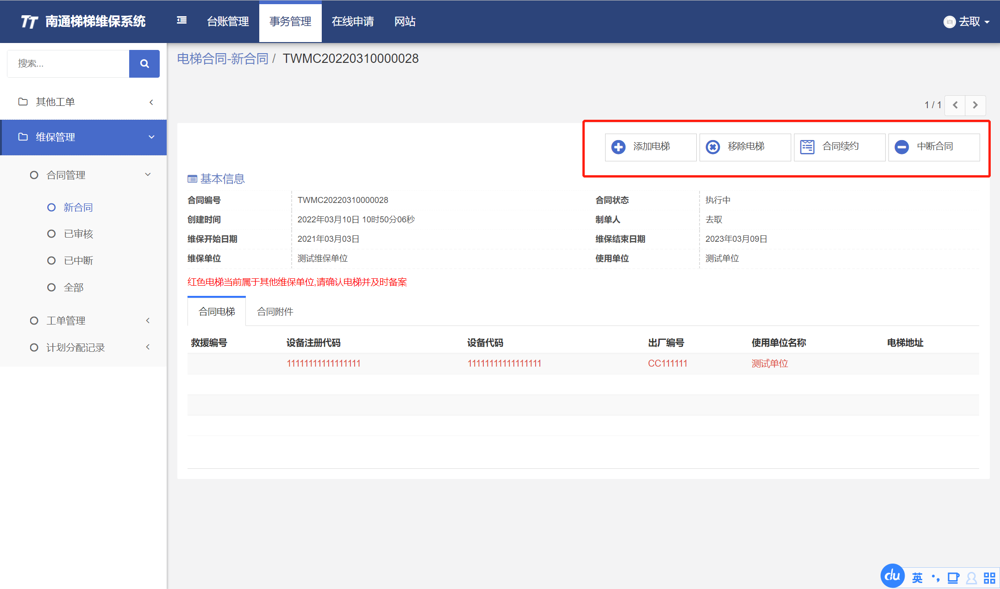 TT 南通梯梯维保系统
台账管理
事务管理
在线申请
网站
去取
搜索...
其他工单
维保管理
合同管理
新合同
已审核
已中断
全部
工单管理
计划分配记录
电梯合同-新合同 / TWMC20220310000028
1 / 1
添加电梯
移除电梯
合同续约
中断合同
基本信息
合同编号 TWMC20220310000028 合同状态 执行中
创建时间 2022年03月10日 10时50分06秒 制单人 去取
维保开始日期 2021年03月03日 维保结束日期 2023年03月09日
维保单位 测试维保单位 使用单位 测试单位
红色电梯当前属于其他维保单位,请确认电梯并及时备案
合同电梯 合同附件
救援编号 设备注册代码 设备代码 出厂编号 使用单位名称 电梯地址
11111111111111111 11111111111111111 CC111111 测试单位
du 英